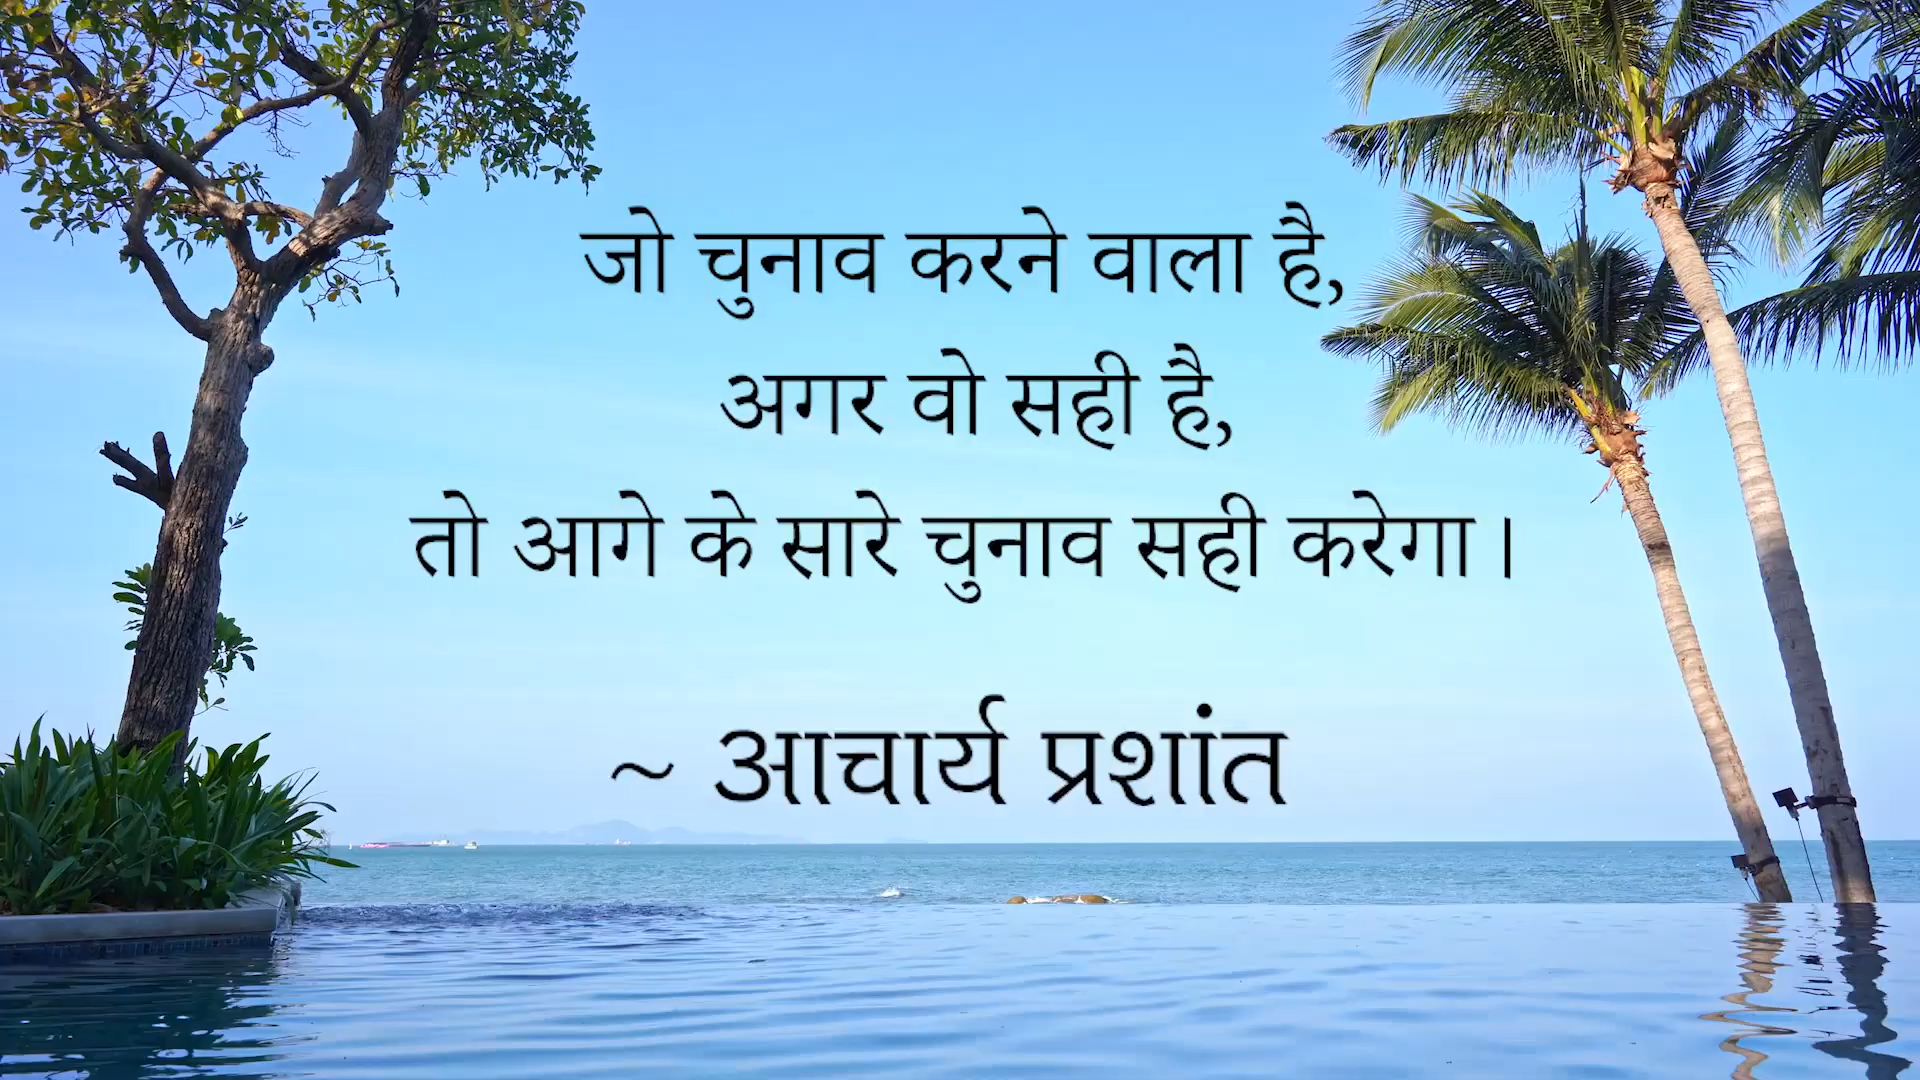 जो चुनाव करने वाला है,
अगर वो सही है,
तो आगे के सारे चुनाव सही करेगा।
~ आचार्य प्रशांत